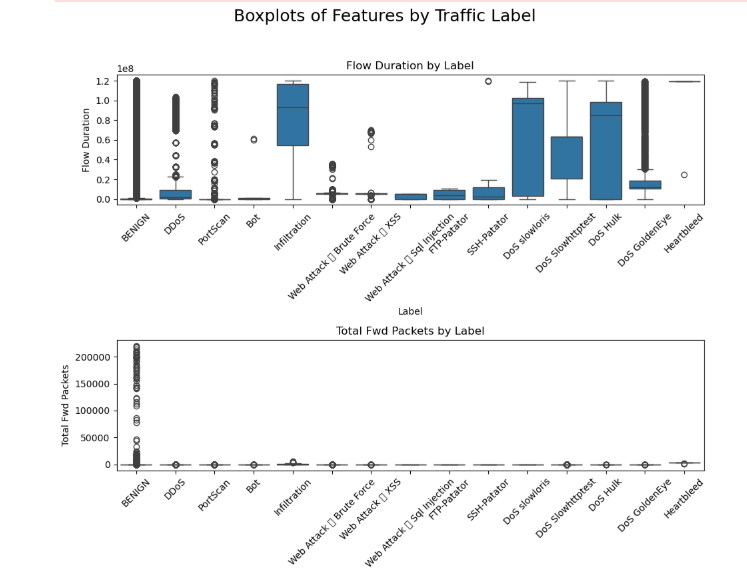 Boxplots of Features by Traffic Label
Flow Duration by Label
1e8
Flow Duration
1.2
1.0
0.8
0.6
0.4
0.2
0.0
BENIGN
DDoS
PortScan
Bot
Infiltration
Web Attack ▯ Brute Force
Web Attack ▯ XSS
Web Attack ▯ Sql Injection
FTP-Patator
SSH-Patator
DoS slowloris
DoS Slowhttptest
DoS Hulk
DoS GoldenEye
Heartbleed
Label
Total Fwd Packets by Label
Total Fwd Packets
200000
150000
100000
50000
0
BENIGN
DDoS
PortScan
Bot
Infiltration
Web Attack ▯ Brute Force
Web Attack ▯ XSS
Web Attack ▯ Sql Injection
FTP-Patator
SSH-Patator
DoS slowloris
DoS Slowhttptest
DoS Hulk
DoS GoldenEye
Heartbleed